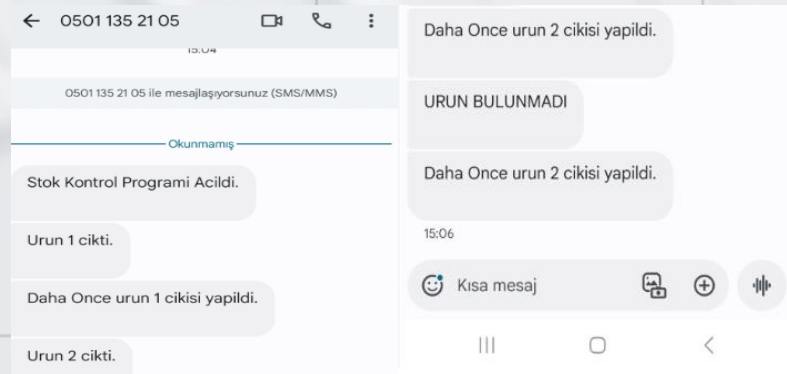 0501 135 21 05
15:04
0501 135 21 05 ile mesajlaşıyorsunuz (SMS/MMS)
Okunmamış
Stok Kontrol Programi Acildi.
Urun 1 cikti.
Daha Once urun 1 cikisi yapildi.
Urun 2 cikti.
Daha Once urun 2 cikisi yapildi.
URUN BULUNMADI
Daha Once urun 2 cikisi yapildi.
15:06
Kısa mesaj